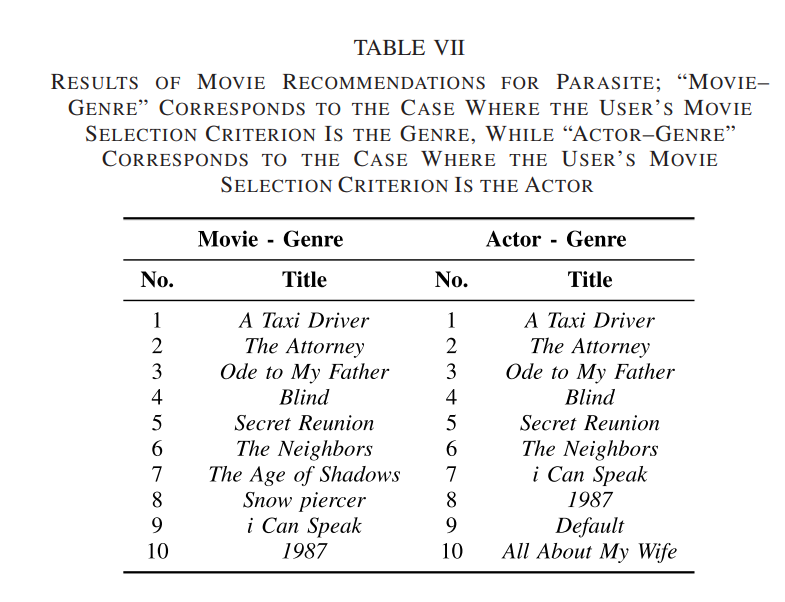 TABLE VII
RESULTS OF MOVIE RECOMMENDATIONS FOR PARASITE; “MOVIE–
GENRE” CORRESPONDS TO THE CASE WHERE THE USER’S MOVIE
SELECTION CRITERION IS THE GENRE, WHILE “ACTOR–GENRE”
CORRESPONDS TO THE CASE WHERE THE USER’S MOVIE
SELECTION CRITERION IS THE ACTOR
Movie - Genre Actor - Genre
No. Title No. Title
1 A Taxi Driver 1 A Taxi Driver
2 The Attorney 2 The Attorney
3 Ode to My Father 3 Ode to My Father
4 Blind 4 Blind
5 Secret Reunion 5 Secret Reunion
6 The Neighbors 6 The Neighbors
7 The Age of Shadows 7 i Can Speak
8 Snow piercer 8 1987
9 i Can Speak 9 Default
10 1987 10 All About My Wife